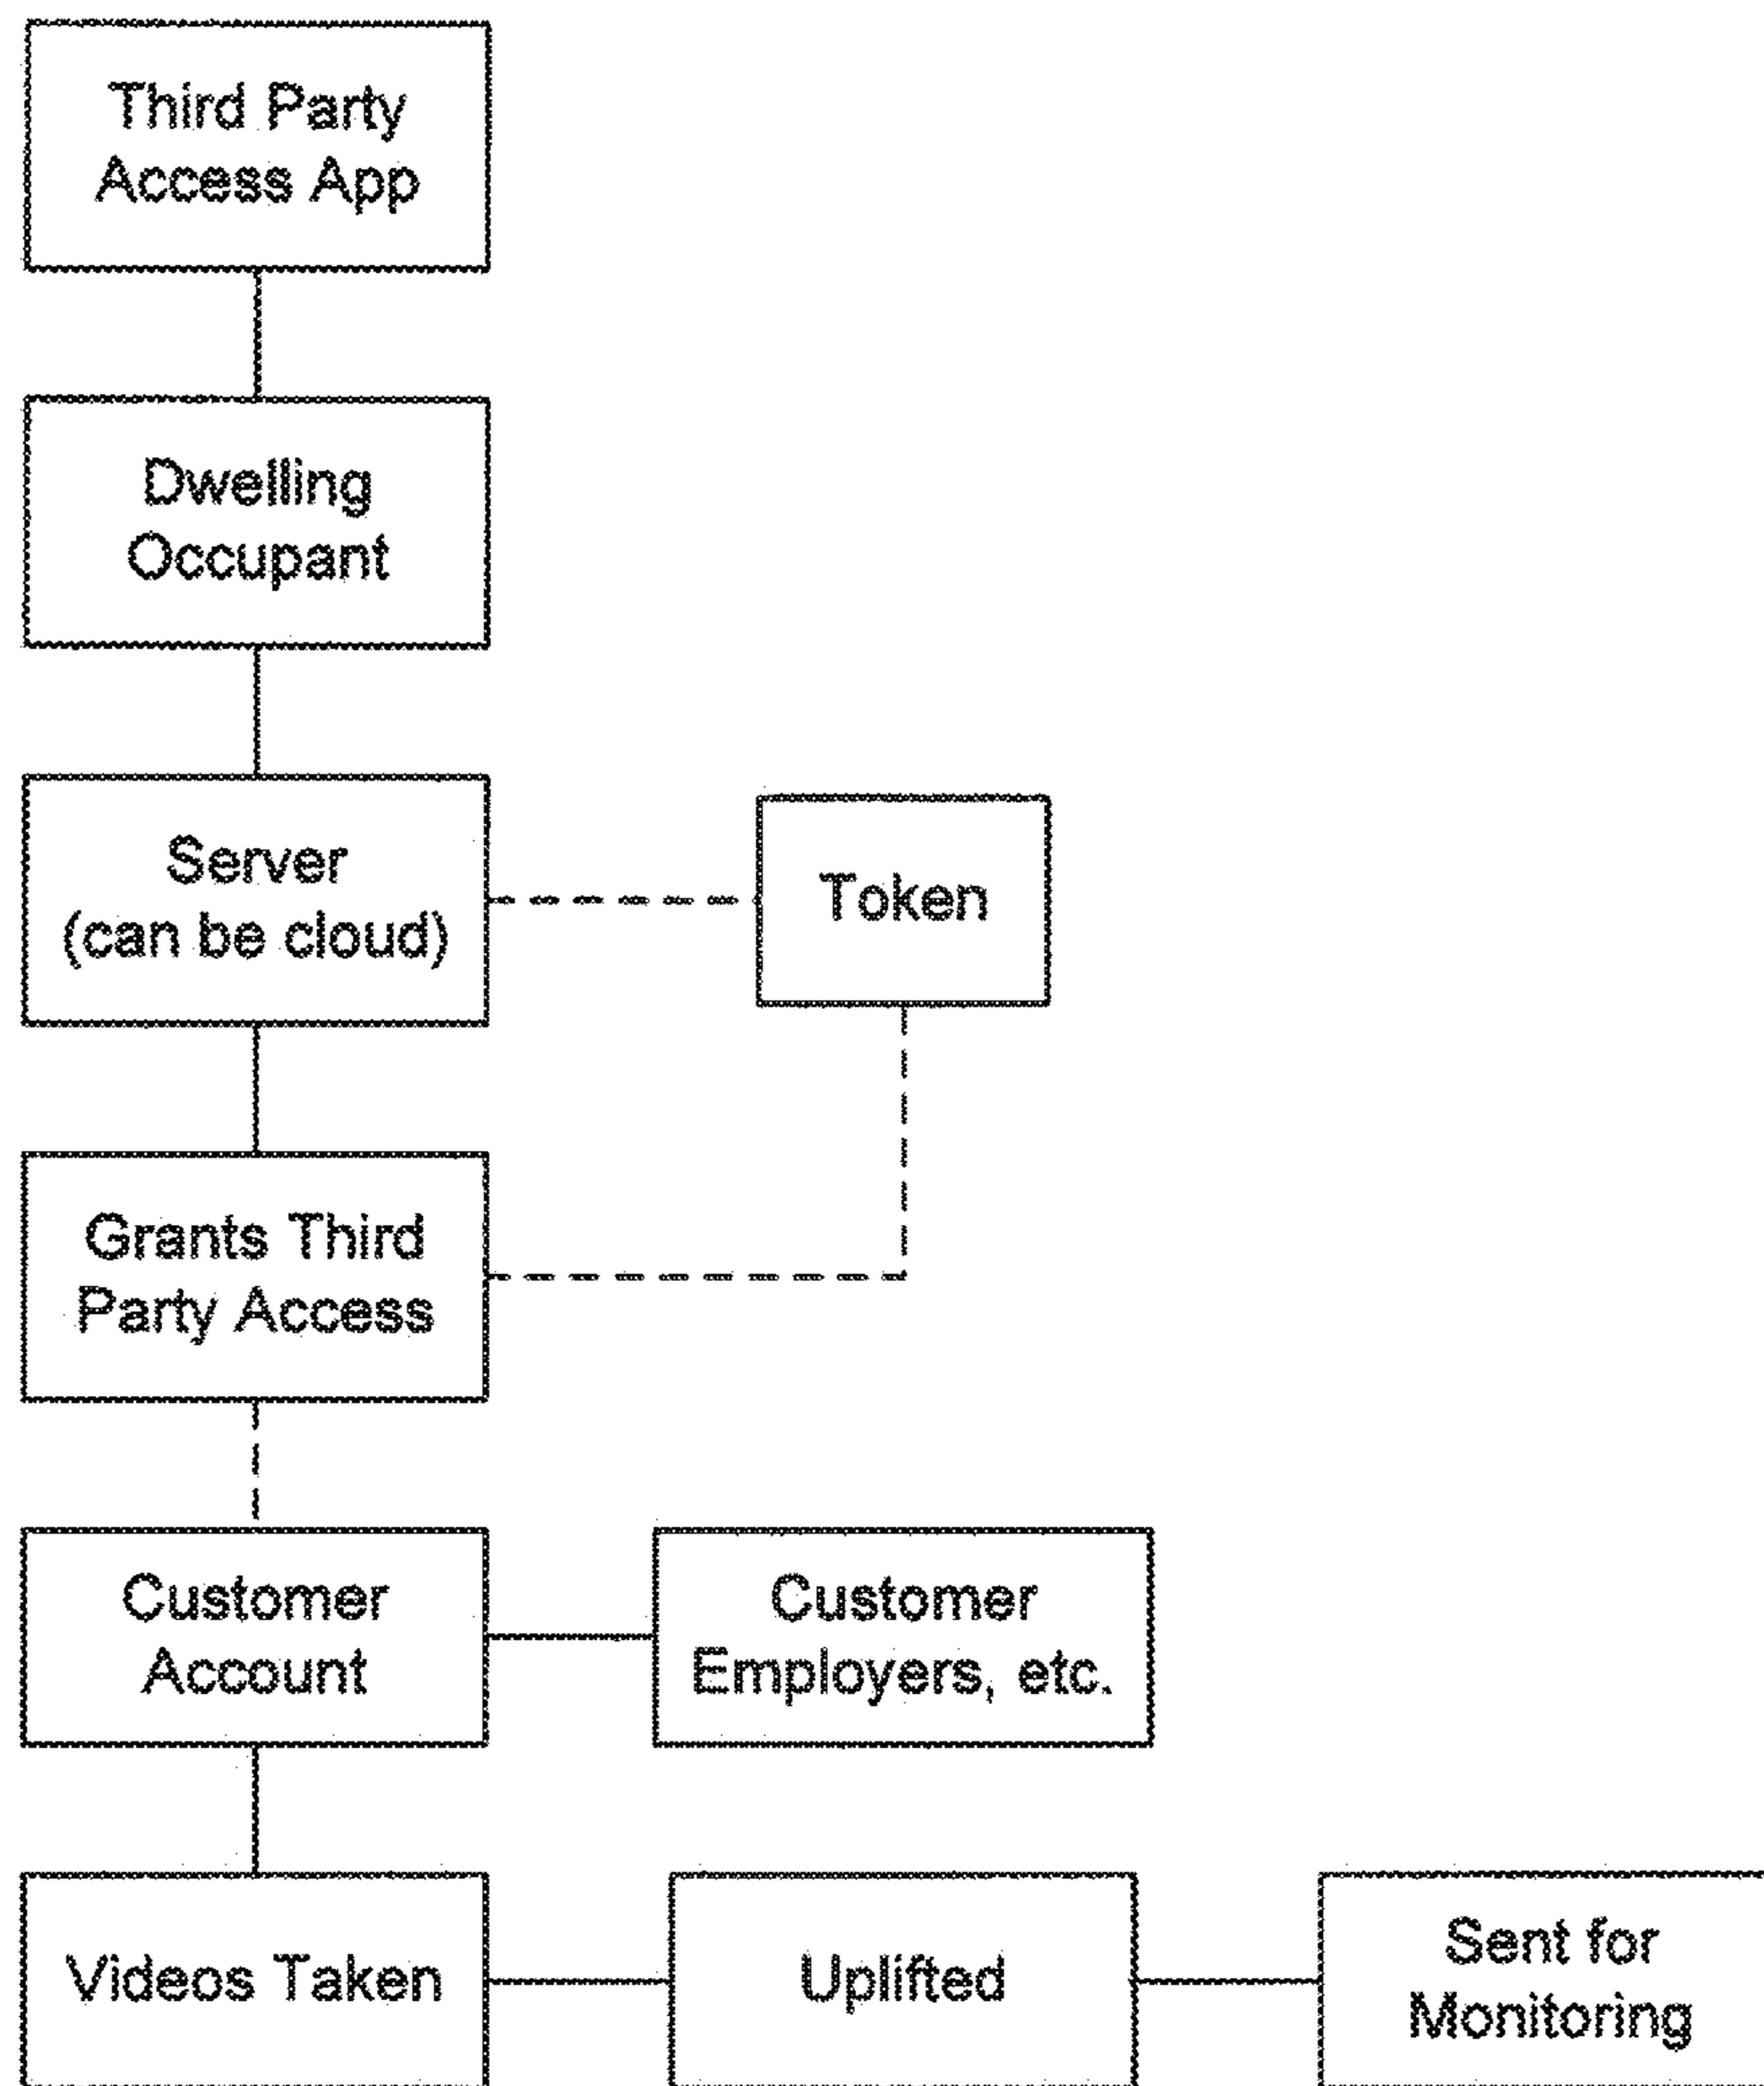 Third Party
Access App
Dwelling
Occupant
Server
(can be cloud)
Token
Grants Third
Party Access
Customer
Account
Customer
Employers, etc.
Videos Taken
Uplifted
Sent for
Monitoring